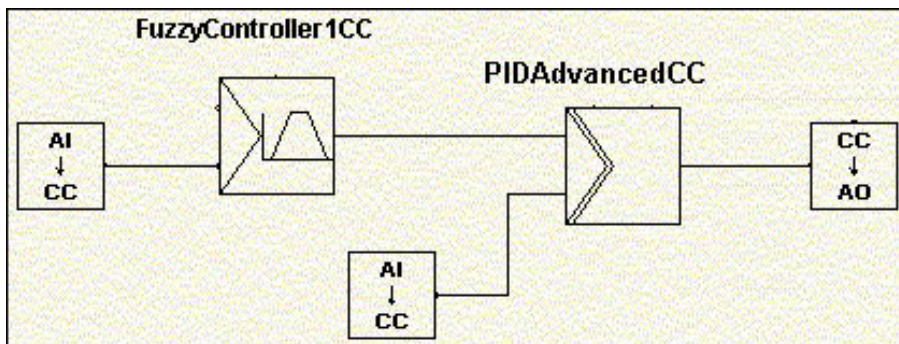 FuzzyController1CC
PIDAdvancedCC
AI
↓
CC
CC
↓
AO
AI
↓
CC